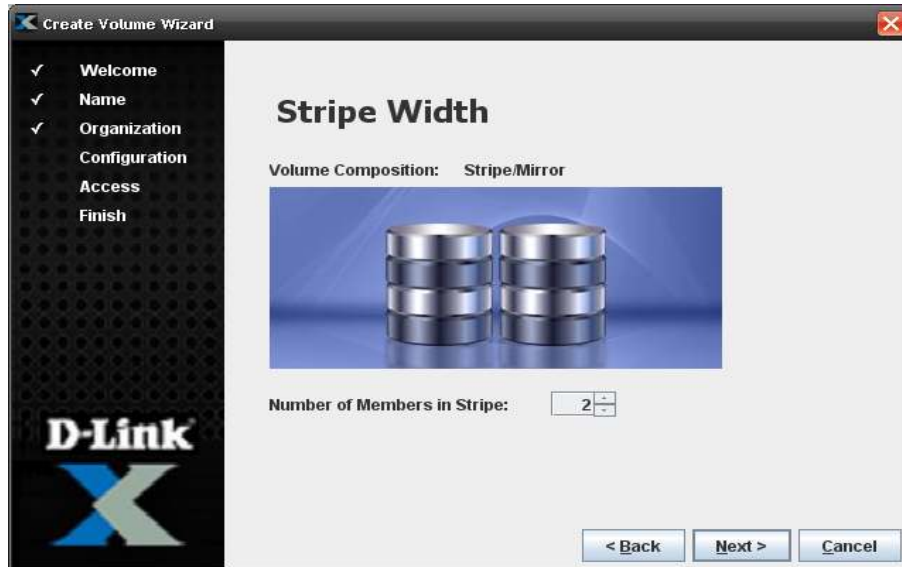 Create Volume Wizard
✓ Welcome
✓ Name
✓ Organization
Configuration
Access
Finish
D-Link
Stripe Width
Volume Composition: Stripe/Mirror
Number of Members in Stripe: 2
< Back Next > Cancel